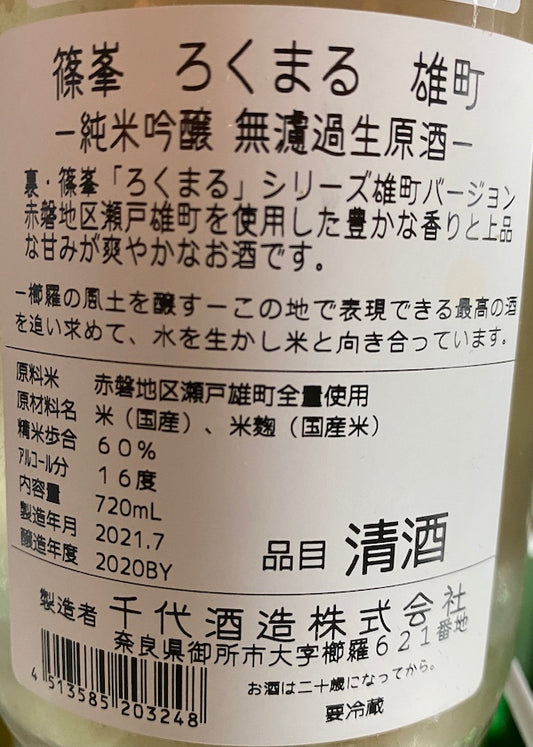 篠峯　ろくまる　雄町
－純米吟醸 無濾過生原酒－
裏・篠峯「ろくまる」シリーズ雄町バージョン
赤磐地区瀬戸雄町を使用した豊かな香りと上品
な甘みが爽やかなお酒です。
－櫛羅の風土を醸す－この地で表現できる最高の酒
を追い求めて、水を生かし米と向き合っています。
原料米　赤磐地区瀬戸雄町全量使用
原材料名　米（国産）、米麹（国産米）
精米歩合　６０％
ｱﾙｺｰﾙ分　１６度
内容量　720mL
製造年月　2021.7
醸造年度　2020BY
品目 清酒
製造者 千代酒造株式会社
奈良県御所市大字櫛羅６２１番地
お酒は二十歳になってから。
要冷蔵
4 513585 203248